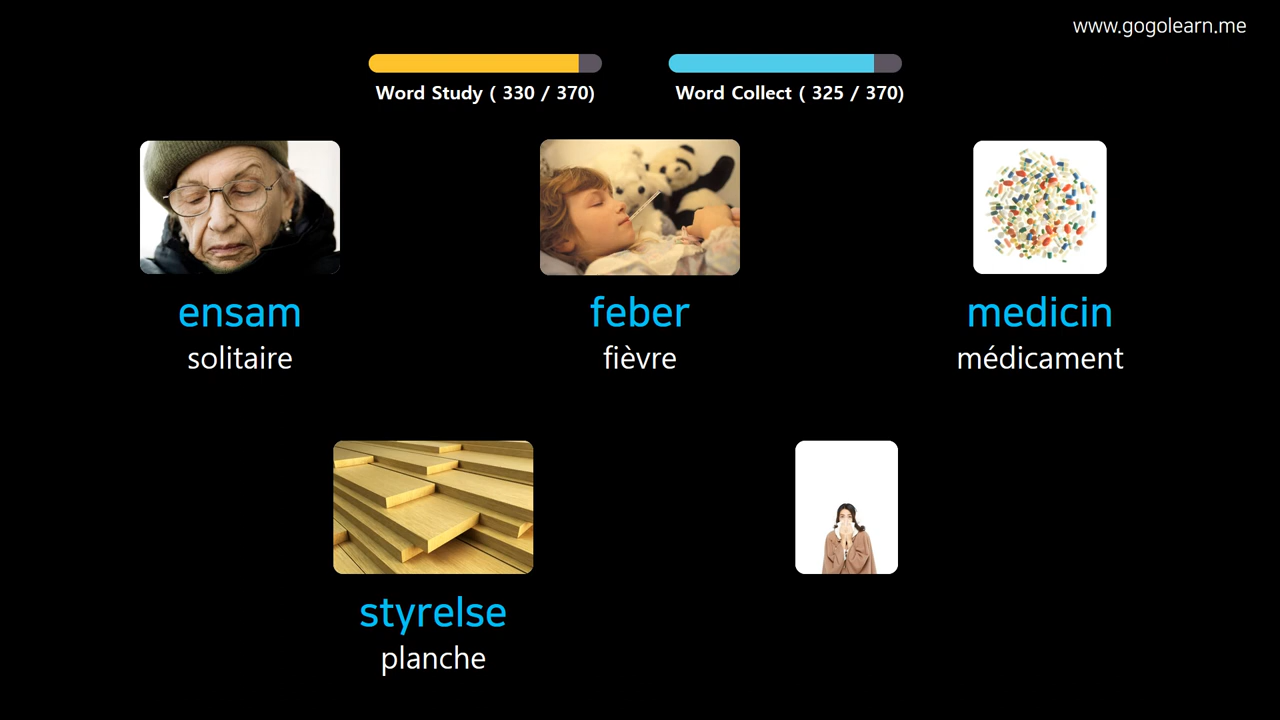 www.gogolearn.me
Word Study ( 330 / 370)
Word Collect ( 325 / 370)
ensam
solitaire
feber
fièvre
medicin
médicament
styrelse
planche